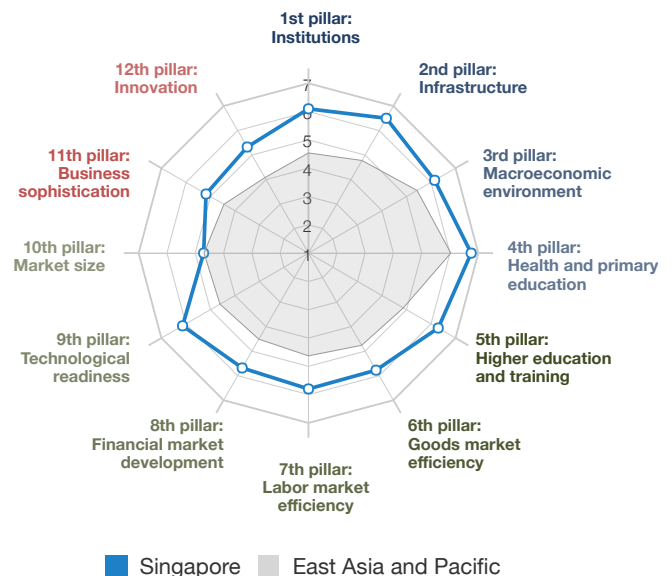 1st pillar:
Institutions
2nd pillar:
Infrastructure
3rd pillar:
Macroeconomic
environment
4th pillar:
Health and primary
education
5th pillar:
Higher education
and training
6th pillar:
Goods market
efficiency
7th pillar:
Labor market
efficiency
8th pillar:
Financial market
development
9th pillar:
Technological
readiness
10th pillar:
Market size
11th pillar:
Business
sophistication
12th pillar:
Innovation
7
6
5
4
3
2
1
Singapore
East Asia and Pacific